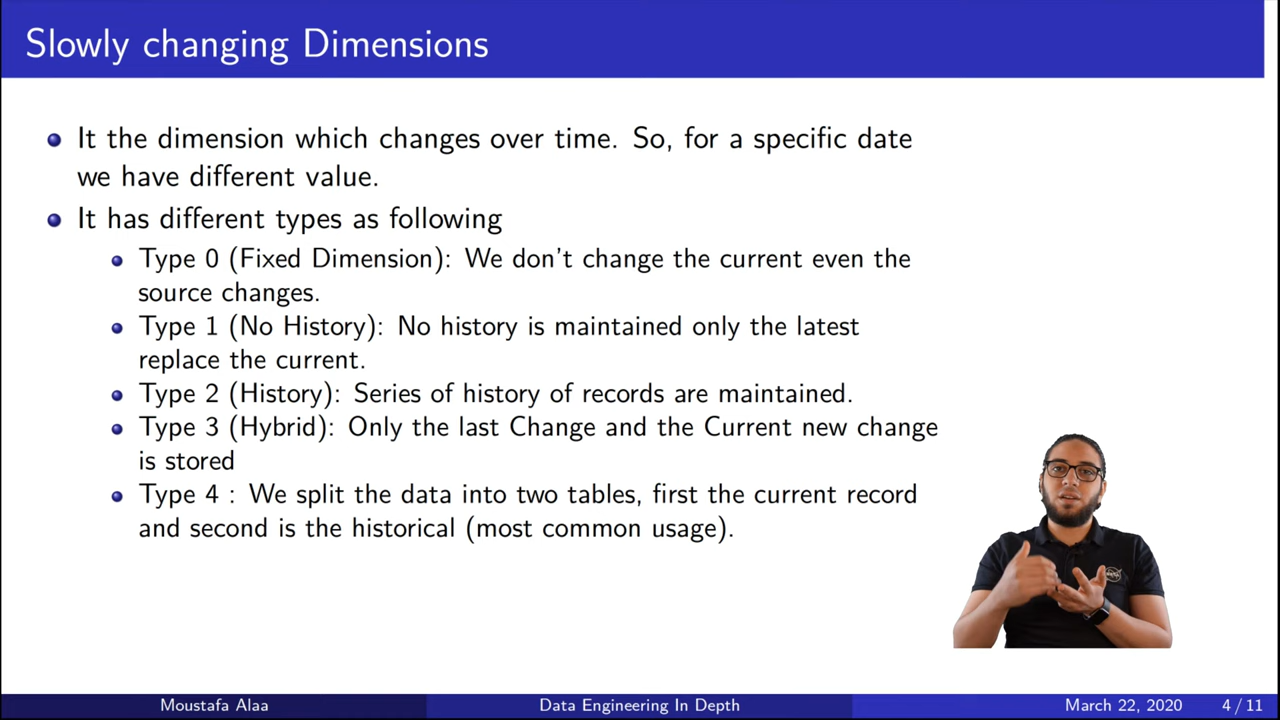 Slowly changing Dimensions
It the dimension which changes over time. So, for a specific date
we have different value.
It has different types as following
Type 0 (Fixed Dimension): We don't change the current even the
source changes.
Type 1 (No History): No history is maintained only the latest
replace the current.
Type 2 (History): Series of history of records are maintained.
Type 3 (Hybrid): Only the last Change and the Current new change
is stored
Type 4 : We split the data into two tables, first the current record
and second is the historical (most common usage).
NASA
Moustafa Alaa
Data Engineering In Depth
March 22, 2020
4 / 11